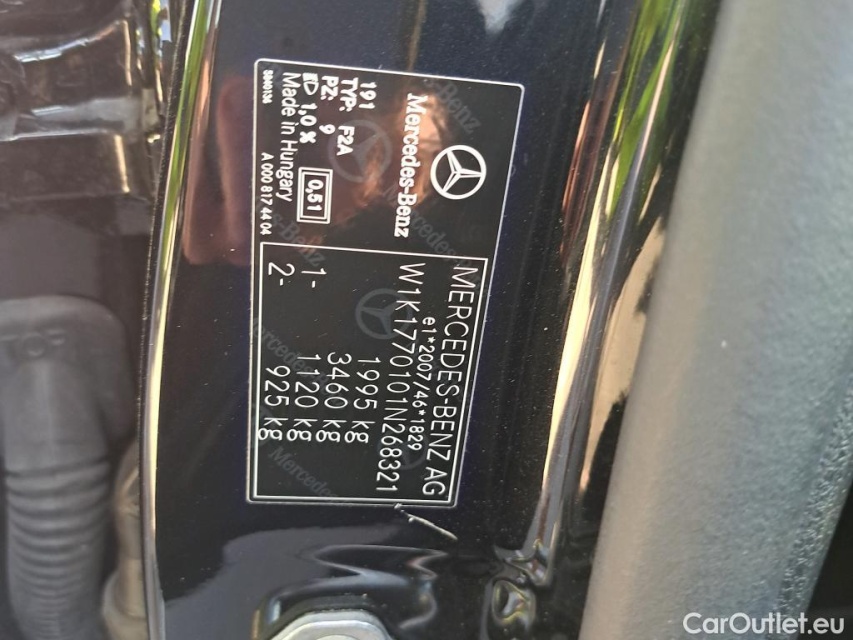 Mercedes-Benz
191
TYP: F2A
PZ: 9
1,0 X
0,51
Made in Hungary
3840136
A 000 817 44 04
MERCEDES-BENZ AG
e1*2007/46*1829
W1K1770101N268321
1995 kg
3460 kg
1- 1120 kg
2- 925 kg
CarOutlet.eu